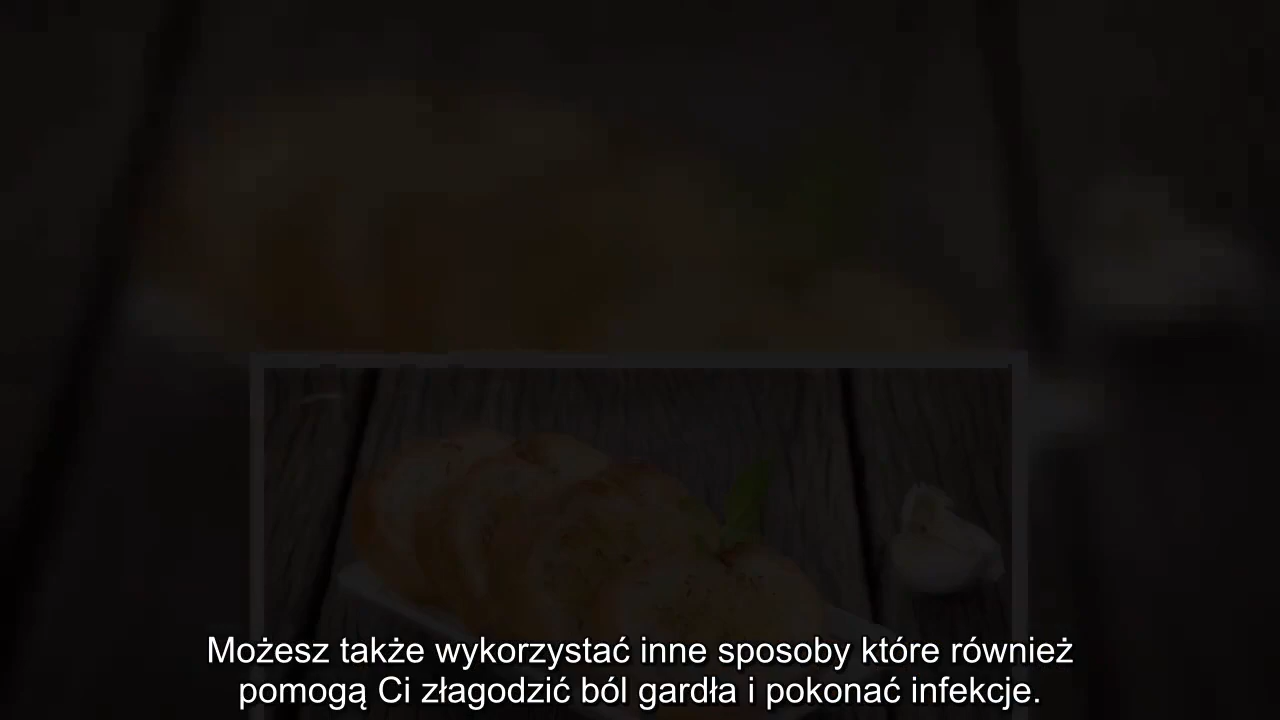 Możesz także wykorzystać inne sposoby które również
pomogą Ci złagodzić ból gardła i pokonać infekcje.